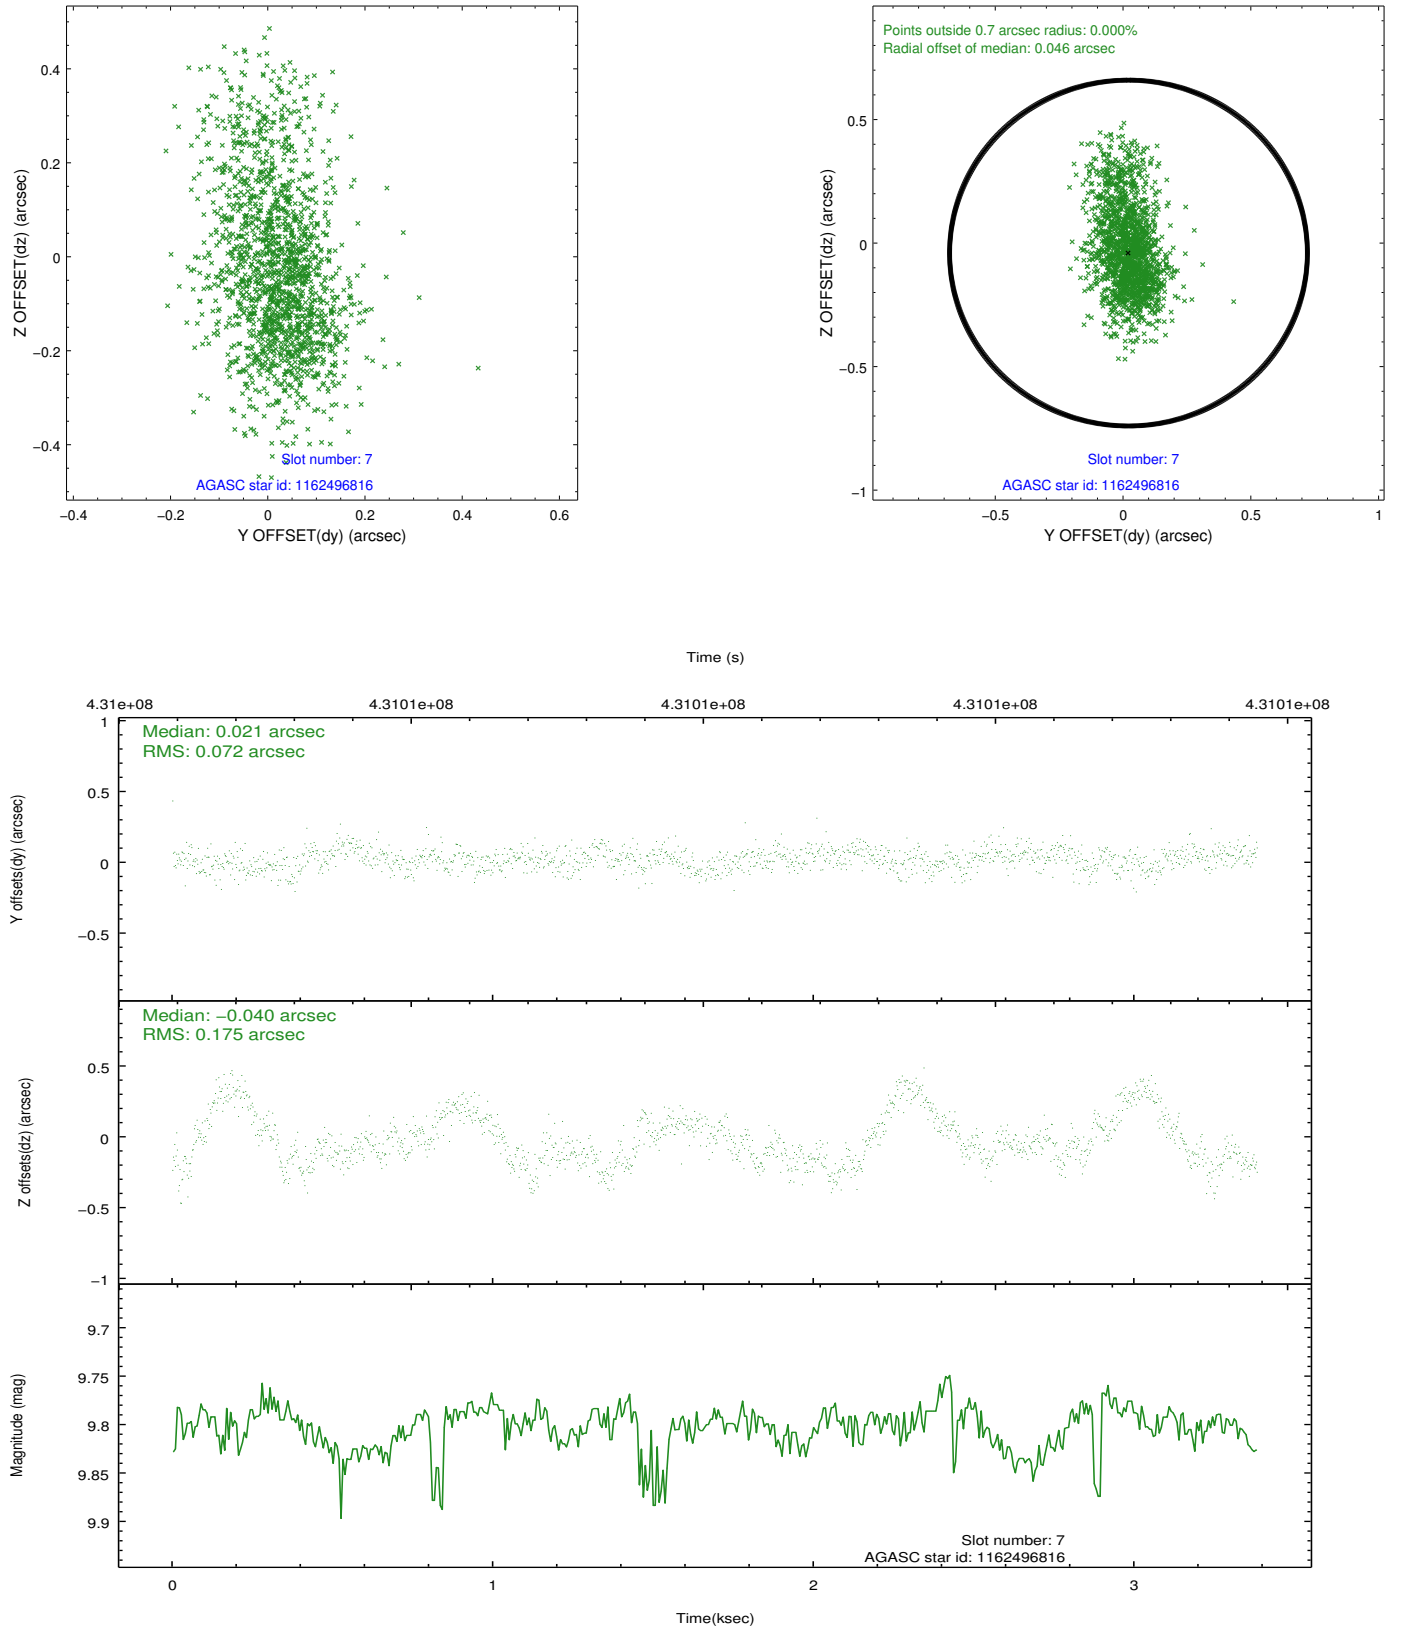 0.4
0.2
0
−0.2
−0.4
Z OFFSET(dz) (arcsec)
Slot number: 7
AGASC star id: 1162496816
−0.4 −0.2 0 0.2 0.4 0.6
Y OFFSET(dy) (arcsec)
Points outside 0.7 arcsec radius: 0.000%
Radial offset of median: 0.046 arcsec
0.5
0
−0.5
−1
Z OFFSET(dz) (arcsec)
Slot number: 7
AGASC star id: 1162496816
−0.5 0 0.5 1
Y OFFSET(dy) (arcsec)
Time (s)
4.31e+08 4.3101e+08 4.3101e+08 4.3101e+08 4.3101e+08
Median: 0.021 arcsec
RMS: 0.072 arcsec
1
0.5
0
−0.5
Y offsets(dy) (arcsec)
Median: −0.040 arcsec
RMS: 0.175 arcsec
0.5
0
−0.5
−1
Z offsets(dz) (arcsec)
9.7
9.75
9.8
9.85
9.9
Magnitude (mag)
Slot number: 7
AGASC star id: 1162496816
0 1 2 3
Time(ksec)